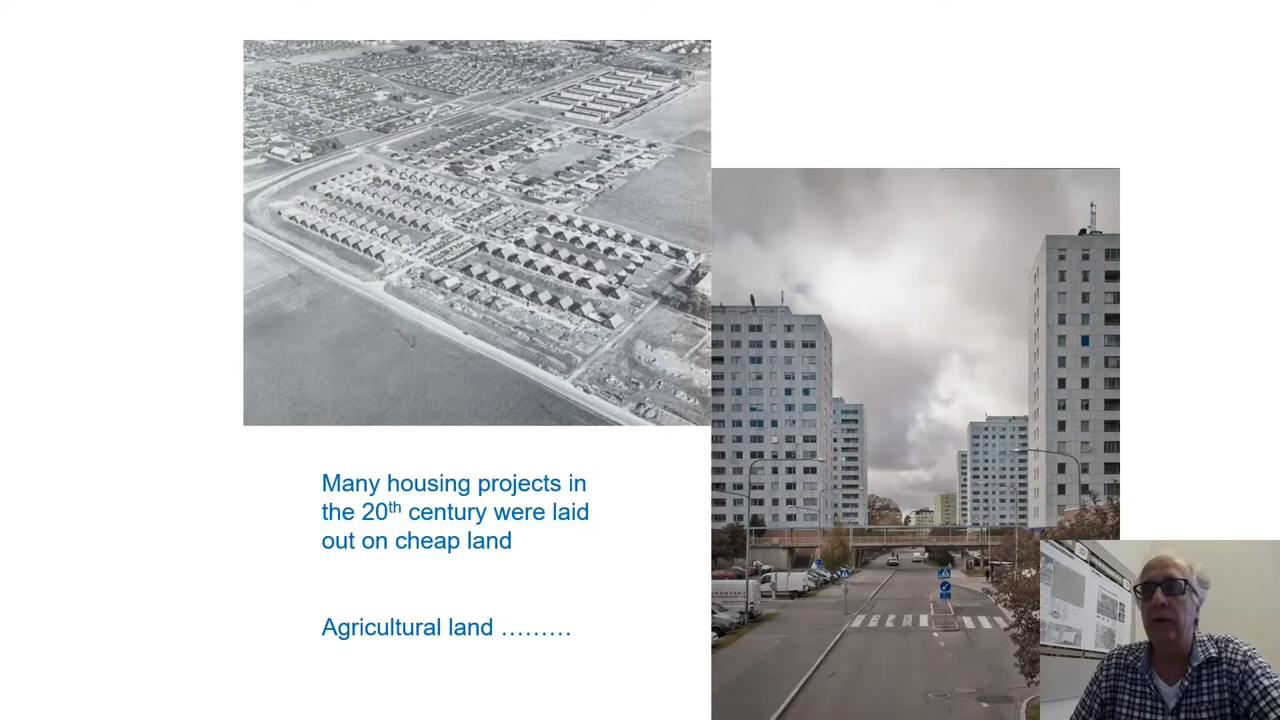 Many housing projects in
the 20th century were laid
out on cheap land
Agricultural land ………